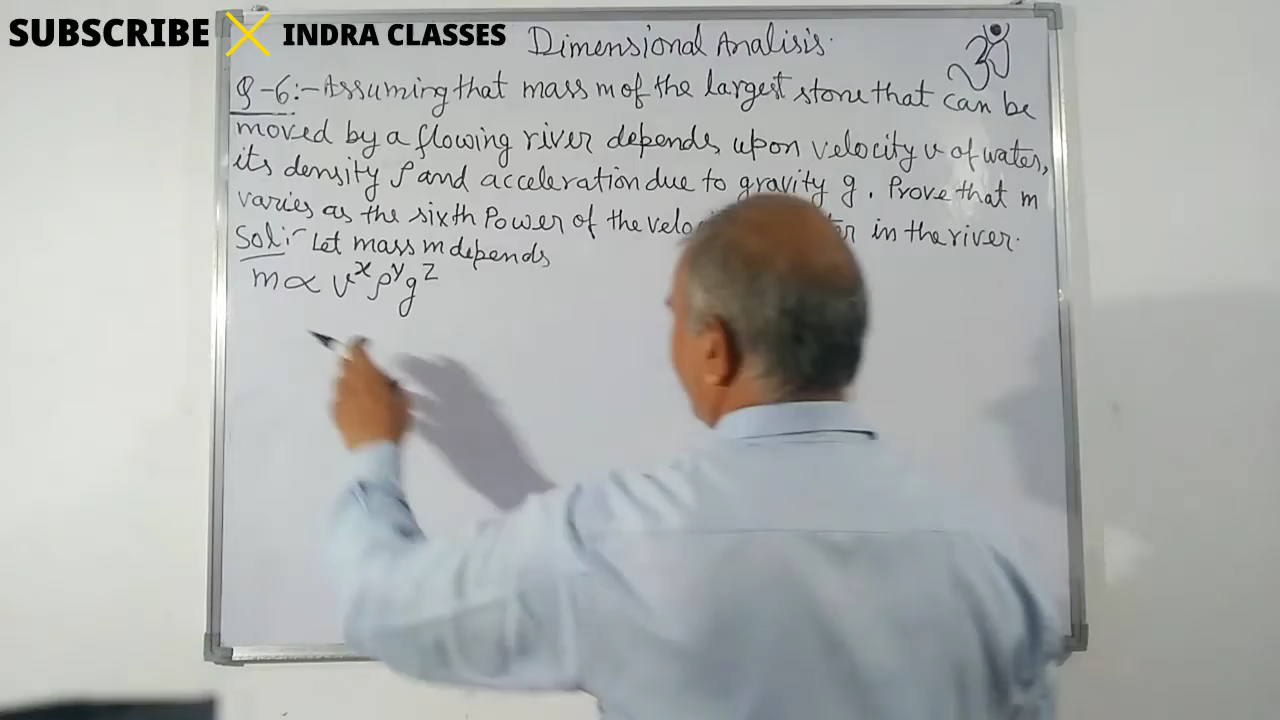 SUBSCRIBE INDRA CLASSES
Dimensional Analisis.
ॐ
Q-6:- Assuming that mass m of the largest stone that can be
moved by a flowing river depends upon velocity v of water,
its density ρ and acceleration due to gravity g. Prove that m
varies as the sixth Power of the in the river.
Sol:- Let mass m depends
m ∝ v^x ρ^y g^z